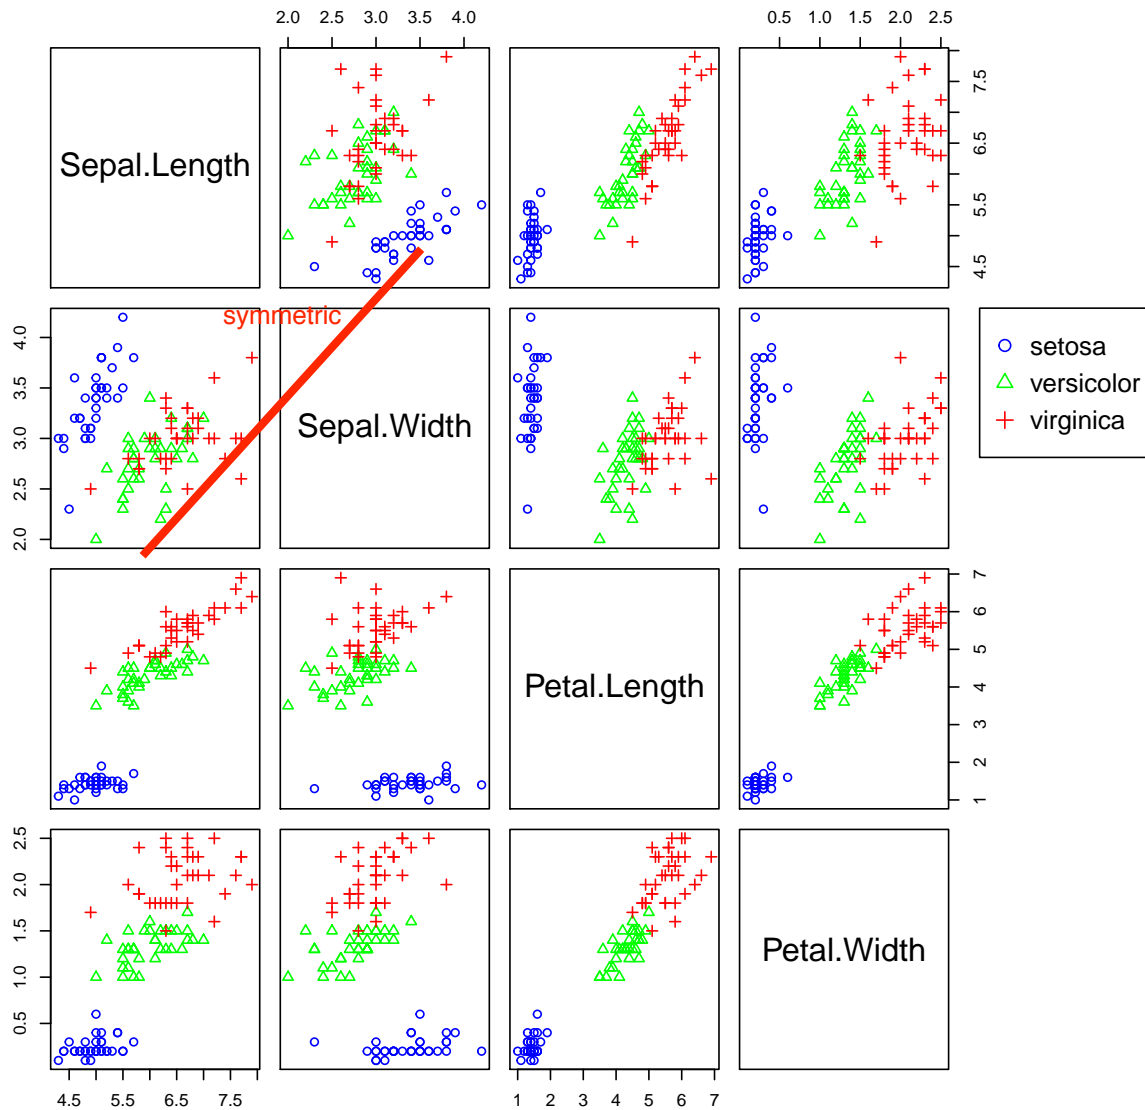 2.0 3.0 4.0 0.5 1.0 1.5 2.0 2.5
Sepal.Length
4.5 5.5 6.5 7.5
symmetric
2.0 2.5 3.0 3.5 4.0
Sepal.Width
setosa
versicolor
virginica
Petal.Length
1 2 3 4 5 6 7
0.5 1.0 1.5 2.0 2.5
Petal.Width
4.5 5.5 6.5 7.5 1 2 3 4 5 6 7